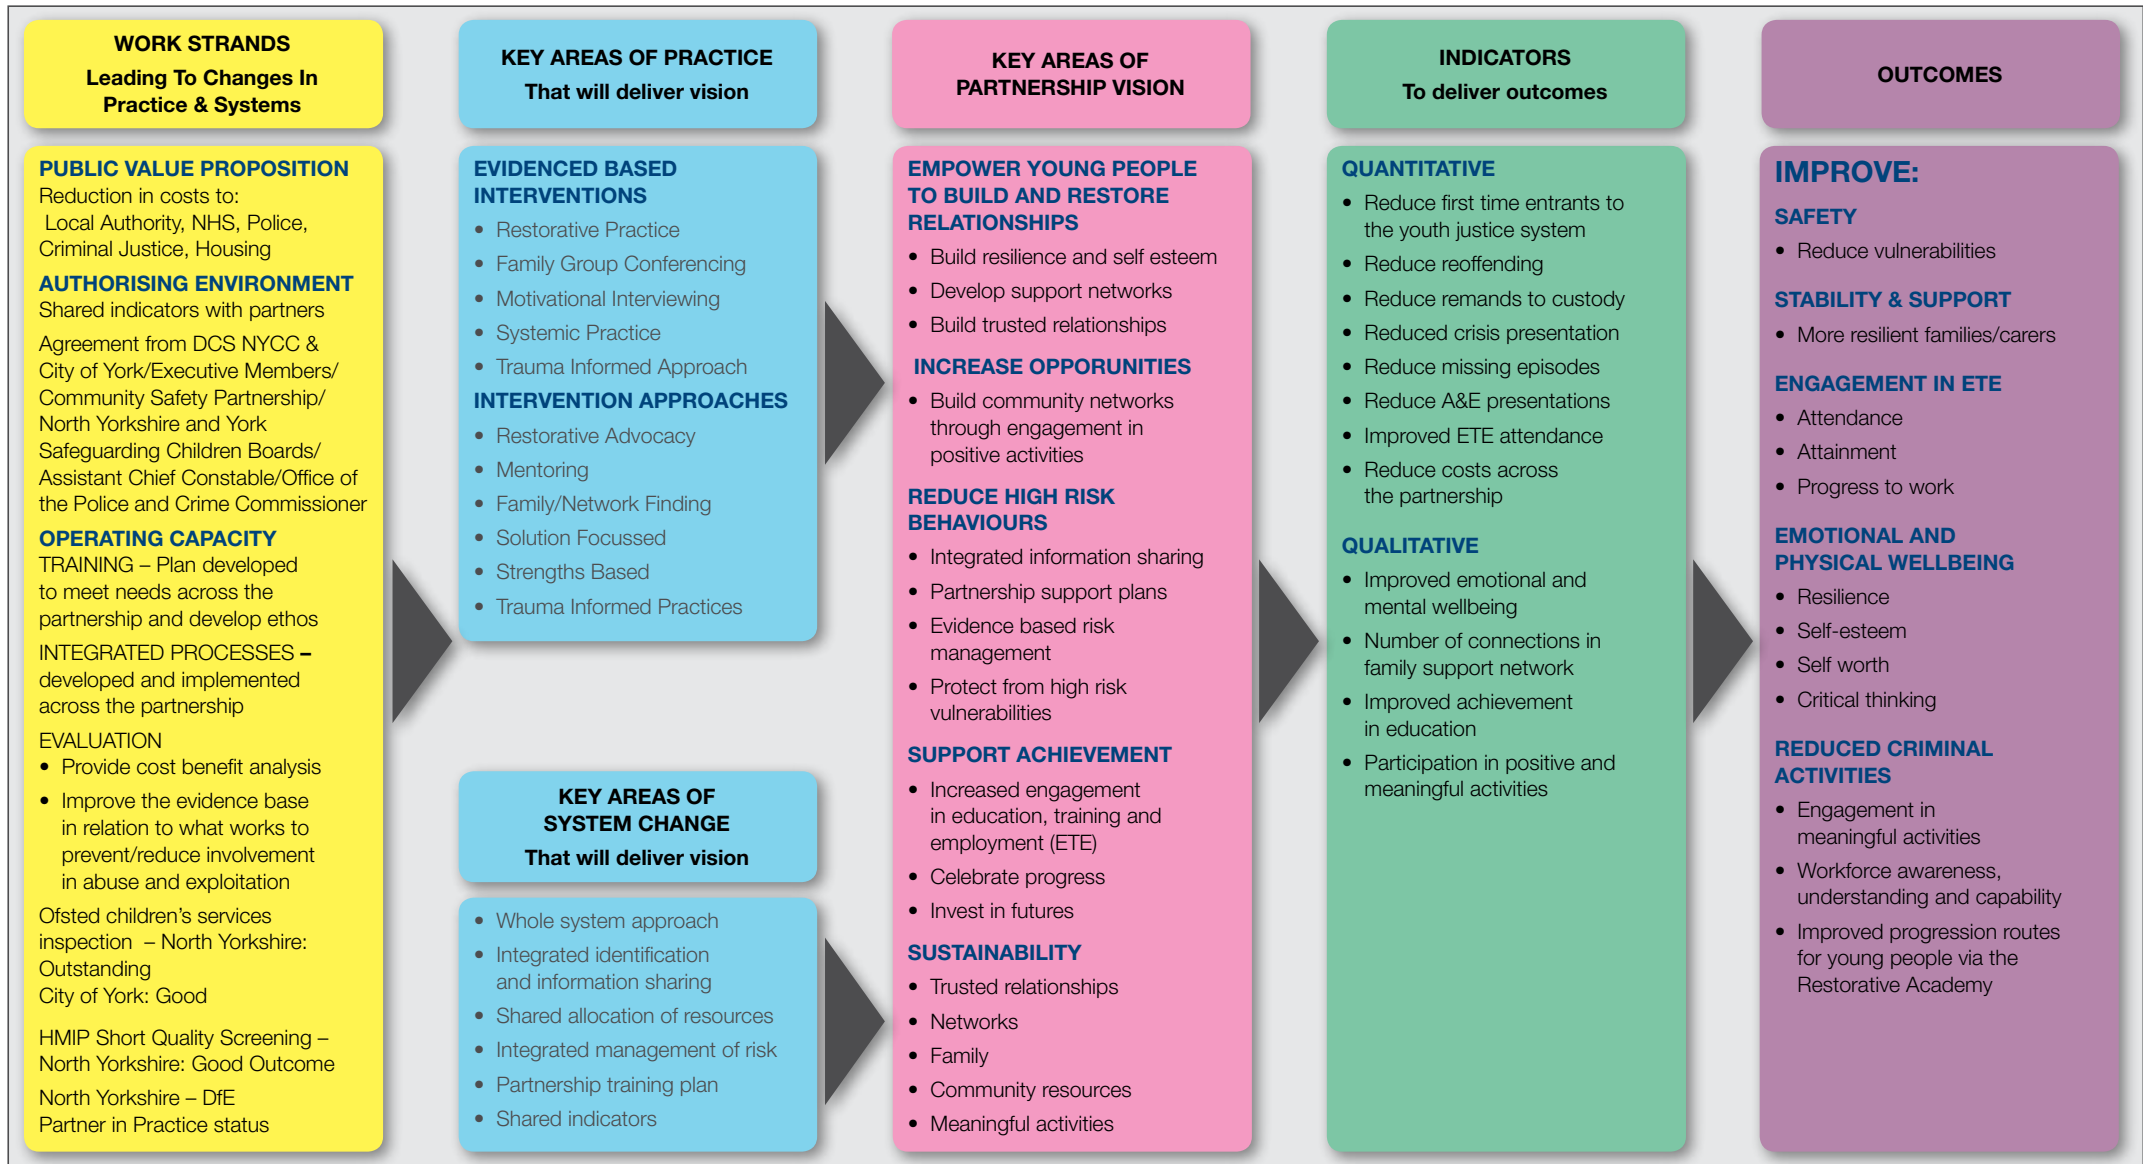 WORK STRANDS
Leading To Changes In
Practice & Systems
PUBLIC VALUE PROPOSITION
Reduction in costs to:
Local Authority, NHS, Police,
Criminal Justice, Housing
AUTHORISING ENVIRONMENT
Shared indicators with partners
Agreement from DCS NYCC &
City of York/Executive Members/
Community Safety Partnership/
North Yorkshire and York
Safeguarding Children Boards/
Assistant Chief Constable/Office of
the Police and Crime Commissioner
OPERATING CAPACITY
TRAINING – Plan developed
to meet needs across the
partnership and develop ethos
INTEGRATED PROCESSES –
developed and implemented
across the partnership
EVALUATION
• Provide cost benefit analysis
• Improve the evidence base
in relation to what works to
prevent/reduce involvement
in abuse and exploitation
Ofsted children's services
inspection – North Yorkshire:
Outstanding
City of York: Good
HMIP Short Quality Screening –
North Yorkshire: Good Outcome
North Yorkshire – DfE
Partner in Practice status
KEY AREAS OF PRACTICE
That will deliver vision
EVIDENCED BASED
INTERVENTIONS
• Restorative Practice
• Family Group Conferencing
• Motivational Interviewing
• Systemic Practice
• Trauma Informed Approach
INTERVENTION APPROACHES
• Restorative Advocacy
• Mentoring
• Family/Network Finding
• Solution Focussed
• Strengths Based
• Trauma Informed Practices
KEY AREAS OF
SYSTEM CHANGE
That will deliver vision
• Whole system approach
• Integrated identification
and information sharing
• Shared allocation of resources
• Integrated management of risk
• Partnership training plan
• Shared indicators
KEY AREAS OF
PARTNERSHIP VISION
EMPOWER YOUNG PEOPLE
TO BUILD AND RESTORE
RELATIONSHIPS
• Build resilience and self esteem
• Develop support networks
• Build trusted relationships
INCREASE OPPORUNITIES
• Build community networks
through engagement in
positive activities
REDUCE HIGH RISK
BEHAVIOURS
• Integrated information sharing
• Partnership support plans
• Evidence based risk
management
• Protect from high risk
vulnerabilities
SUPPORT ACHIEVEMENT
• Increased engagement
in education, training and
employment (ETE)
• Celebrate progress
• Invest in futures
SUSTAINABILITY
• Trusted relationships
• Networks
• Family
• Community resources
• Meaningful activities
INDICATORS
To deliver outcomes
QUANTITATIVE
• Reduce first time entrants to
the youth justice system
• Reduce reoffending
• Reduce remands to custody
• Reduced crisis presentation
• Reduce missing episodes
• Reduce A&E presentations
• Improved ETE attendance
• Reduce costs across
the partnership
QUALITATIVE
• Improved emotional and
mental wellbeing
• Number of connections in
family support network
• Improved achievement
in education
• Participation in positive and
meaningful activities
OUTCOMES
IMPROVE:
SAFETY
• Reduce vulnerabilities
STABILITY & SUPPORT
• More resilient families/carers
ENGAGEMENT IN ETE
• Attendance
• Attainment
• Progress to work
EMOTIONAL AND
PHYSICAL WELLBEING
• Resilience
• Self-esteem
• Self worth
• Critical thinking
REDUCED CRIMINAL
ACTIVITIES
• Engagement in
meaningful activities
• Workforce awareness,
understanding and capability
• Improved progression routes
for young people via the
Restorative Academy